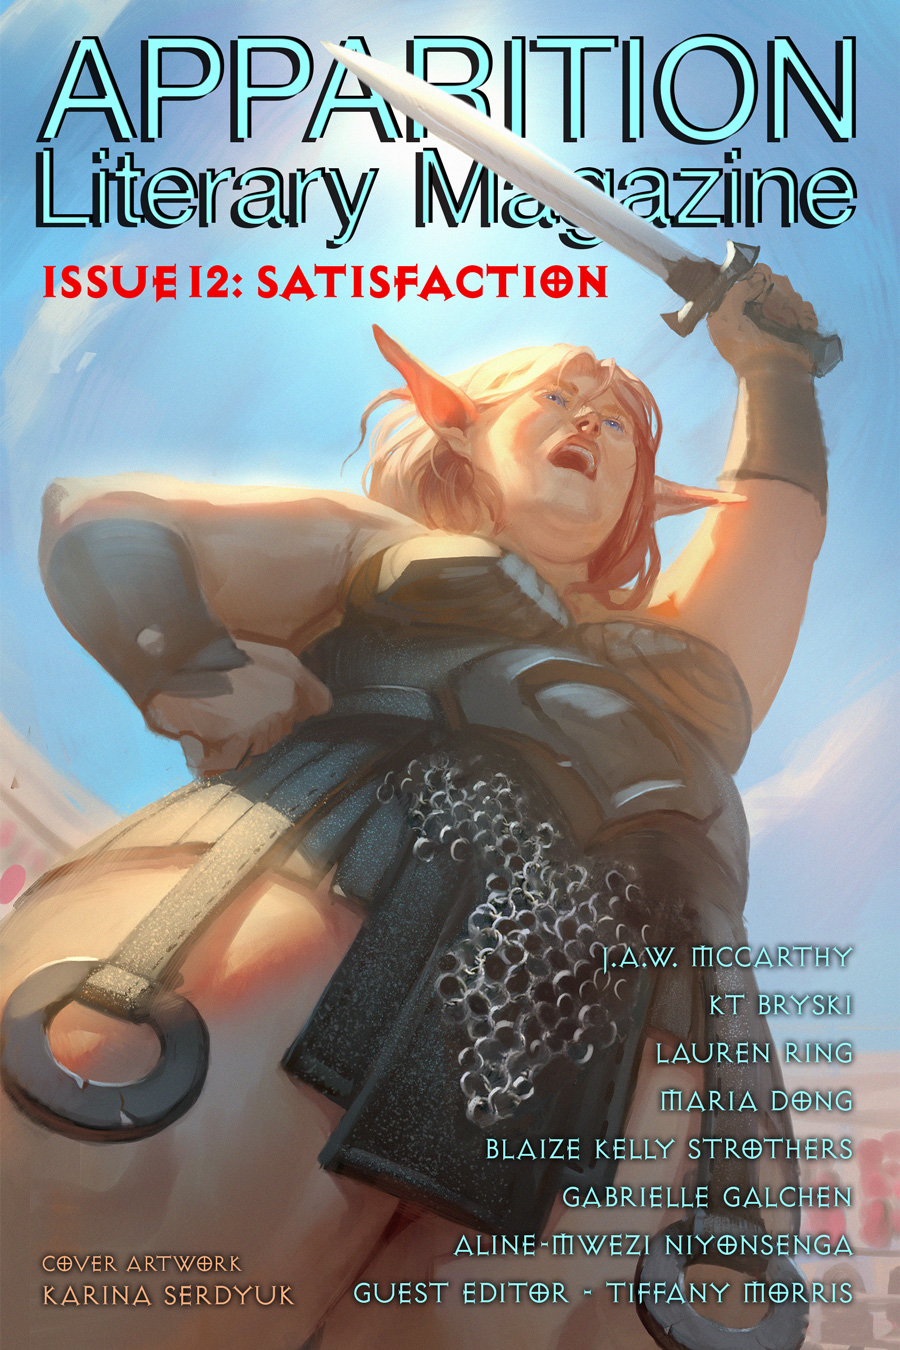 APPARITION
Literary Magazine
ISSUE 12: SATISFACTION
J.A.W. MCCARTHY
KT BRYSKI
LAUREN RING
MARIA DONG
BLAIZE KELLY STROTHERS
GABRIELLE GALCHEN
ALINE-MWEZI NIYONSENGA
GUEST EDITOR - TIFFANY MORRIS
COVER ARTWORK
KARINA SERDYUK